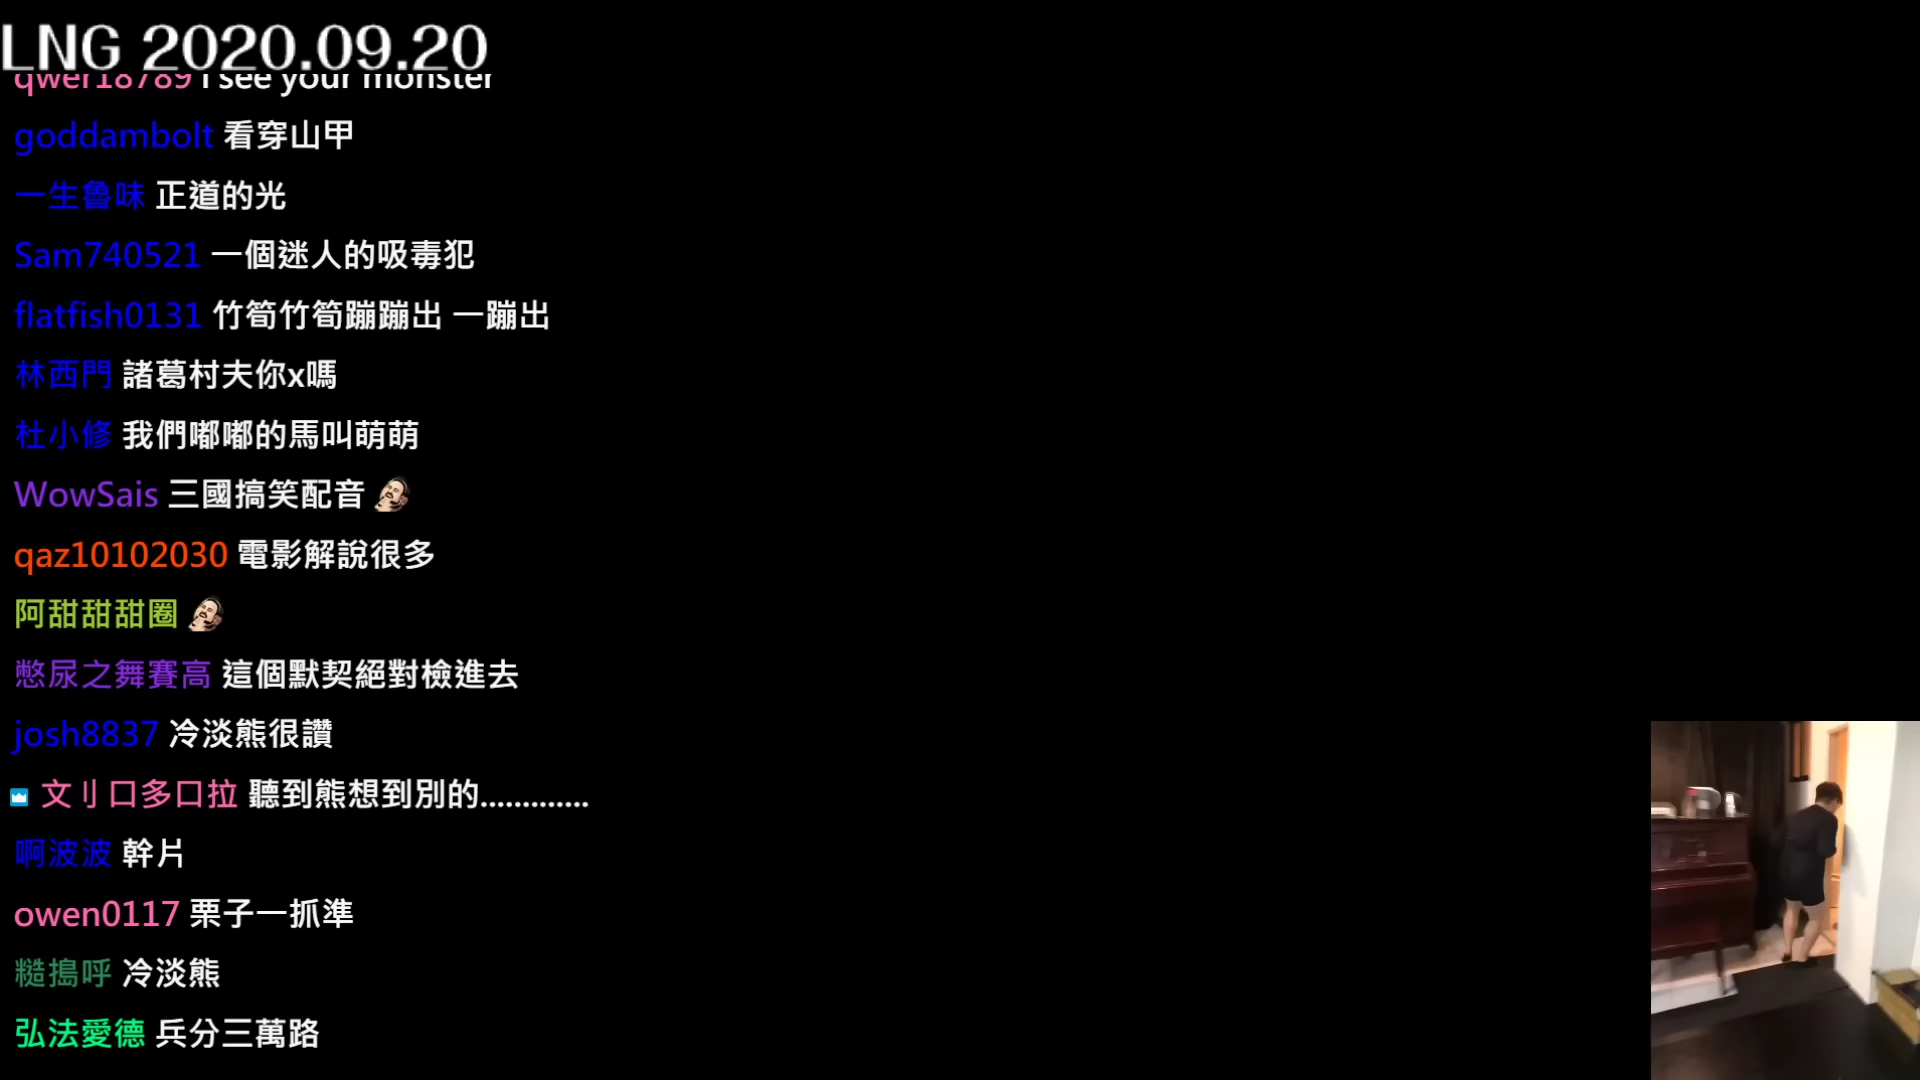 LNG 2020.09.20
qwer18789 i see your monster
goddambolt 看穿山甲
一生魯味 正道的光
Sam740521 一個迷人的吸毒犯
flatfish0131 竹筍竹筍蹦蹦出 一蹦出
林西門 諸葛村夫你x嗎
杜小修 我們嘟嘟的馬叫萌萌
WowSais 三國搞笑配音
qaz10102030 電影解說很多
阿甜甜甜圈
憋尿之舞賽高 這個默契絕對檢進去
josh8837 冷淡熊很讚
文刂口多口拉 聽到熊想到別的.............
啊波波 幹片
owen0117 栗子一抓準
糙搗呼 冷淡熊
弘法愛德 兵分三萬路